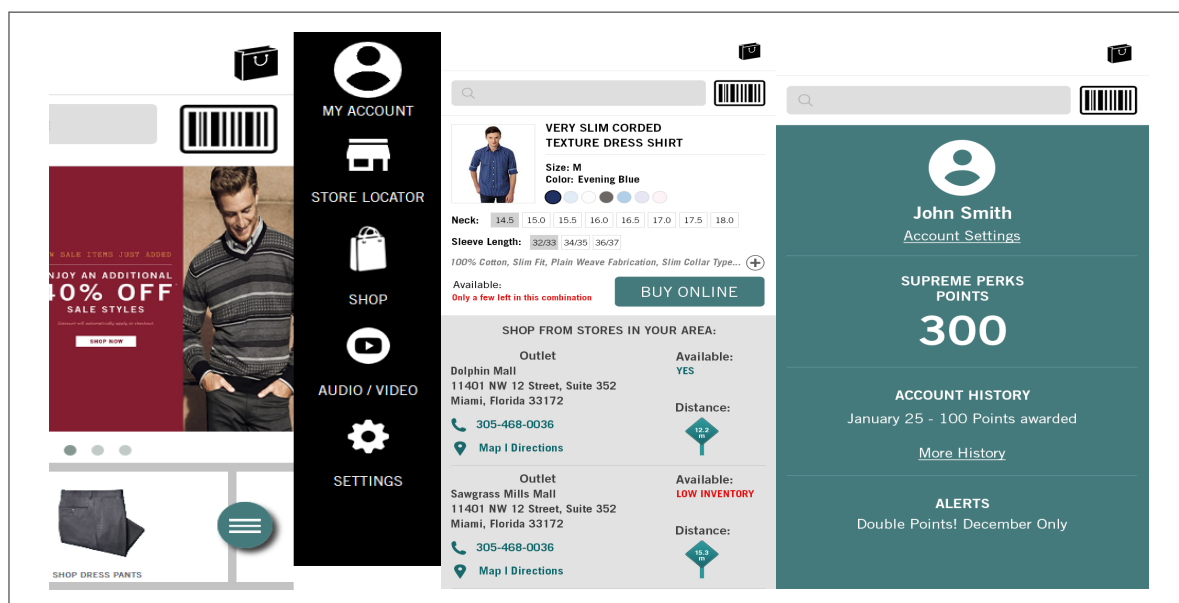 W SALE ITEMS JUST ADDED
NJOY AN ADDITIONAL
40% OFF
SALE STYLES
Discount will automatically apply at checkout.
SHOP NOW
SHOP DRESS PANTS
MY ACCOUNT
STORE LOCATOR
SHOP
AUDIO / VIDEO
SETTINGS
VERY SLIM CORDED
TEXTURE DRESS SHIRT
Size: M
Color: Evening Blue
Neck: 14.5 15.0 15.5 16.0 16.5 17.0 17.5 18.0
Sleeve Length: 32/33 34/35 36/37
100% Cotton, Slim Fit, Plain Weave Fabrication, Slim Collar Type...
Available:
Only a few left in this combination
BUY ONLINE
SHOP FROM STORES IN YOUR AREA:
Outlet
Dolphin Mall
11401 NW 12 Street, Suite 352
Miami, Florida 33172
305-468-0036
Map I Directions
Available:
YES
Distance:
12.2
m
Outlet
Sawgrass Mills Mall
11401 NW 12 Street, Suite 352
Miami, Florida 33172
305-468-0036
Map I Directions
Available:
LOW INVENTORY
Distance:
15.3
m
John Smith
Account Settings
SUPREME PERKS
POINTS
300
ACCOUNT HISTORY
January 25 - 100 Points awarded
More History
ALERTS
Double Points! December Only